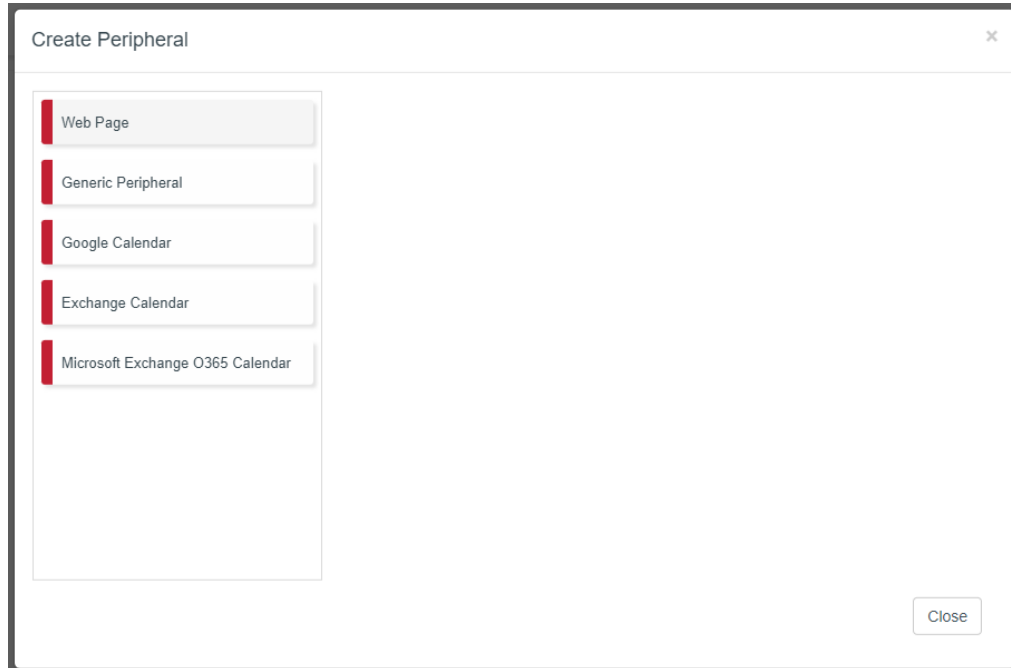 Create Peripheral
×
Web Page
Generic Peripheral
Google Calendar
Exchange Calendar
Microsoft Exchange O365 Calendar
Close